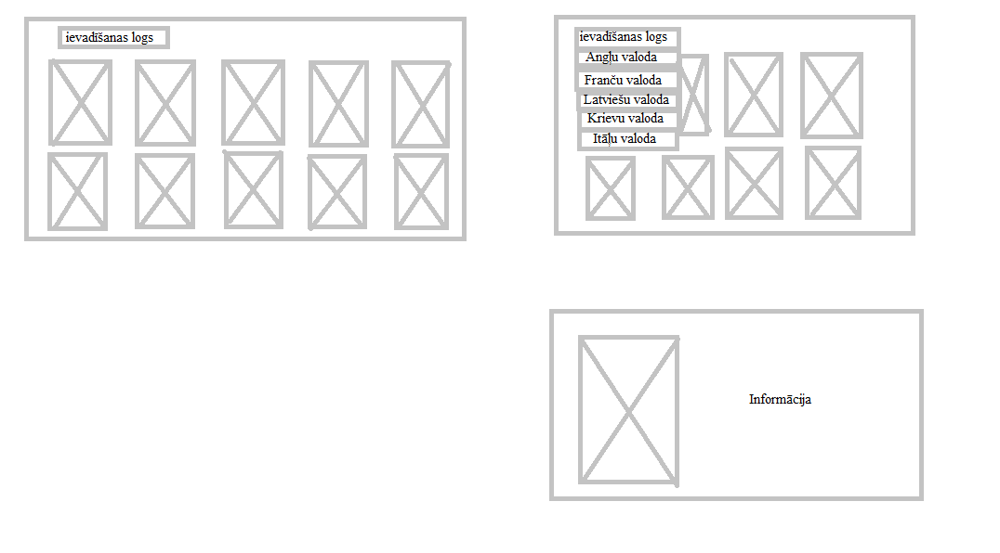 ievadīšanas logs
ievadīšanas logs
Angļu valoda
Franču valoda
Latviešu valoda
Krievu valoda
Itāļu valoda
Informācija